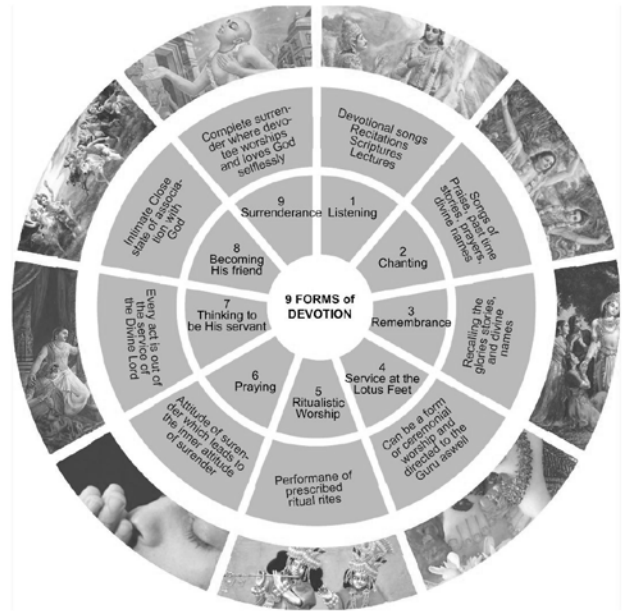 9 FORMS of
DEVOTION
1
Listening
Devotional songs
Recitations
Scriptures
Lectures
2
Chanting
Songs of
Praise, past time
stories, prayers,
divine names
3
Remembrance
Recalling the
glories stories,
and divine
names
4
Service at the
Lotus Feet
Can be a form
or ceremonial
worship and
directed to the
Guru aswell
5
Ritualistic
Worship
Performane of
prescribed
ritual rites
6
Praying
Attitude of suren-
der which leads to
the inner attitude
of surender
7
Thinking to
be His servant
Every act is out of
the service of
the Divine Lord
8
Becoming
His friend
Intimate Close
state of associa-
tion with
God
9
Surrenderance
Complete surren-
der where devo-
tee worships
and loves God
selflessly